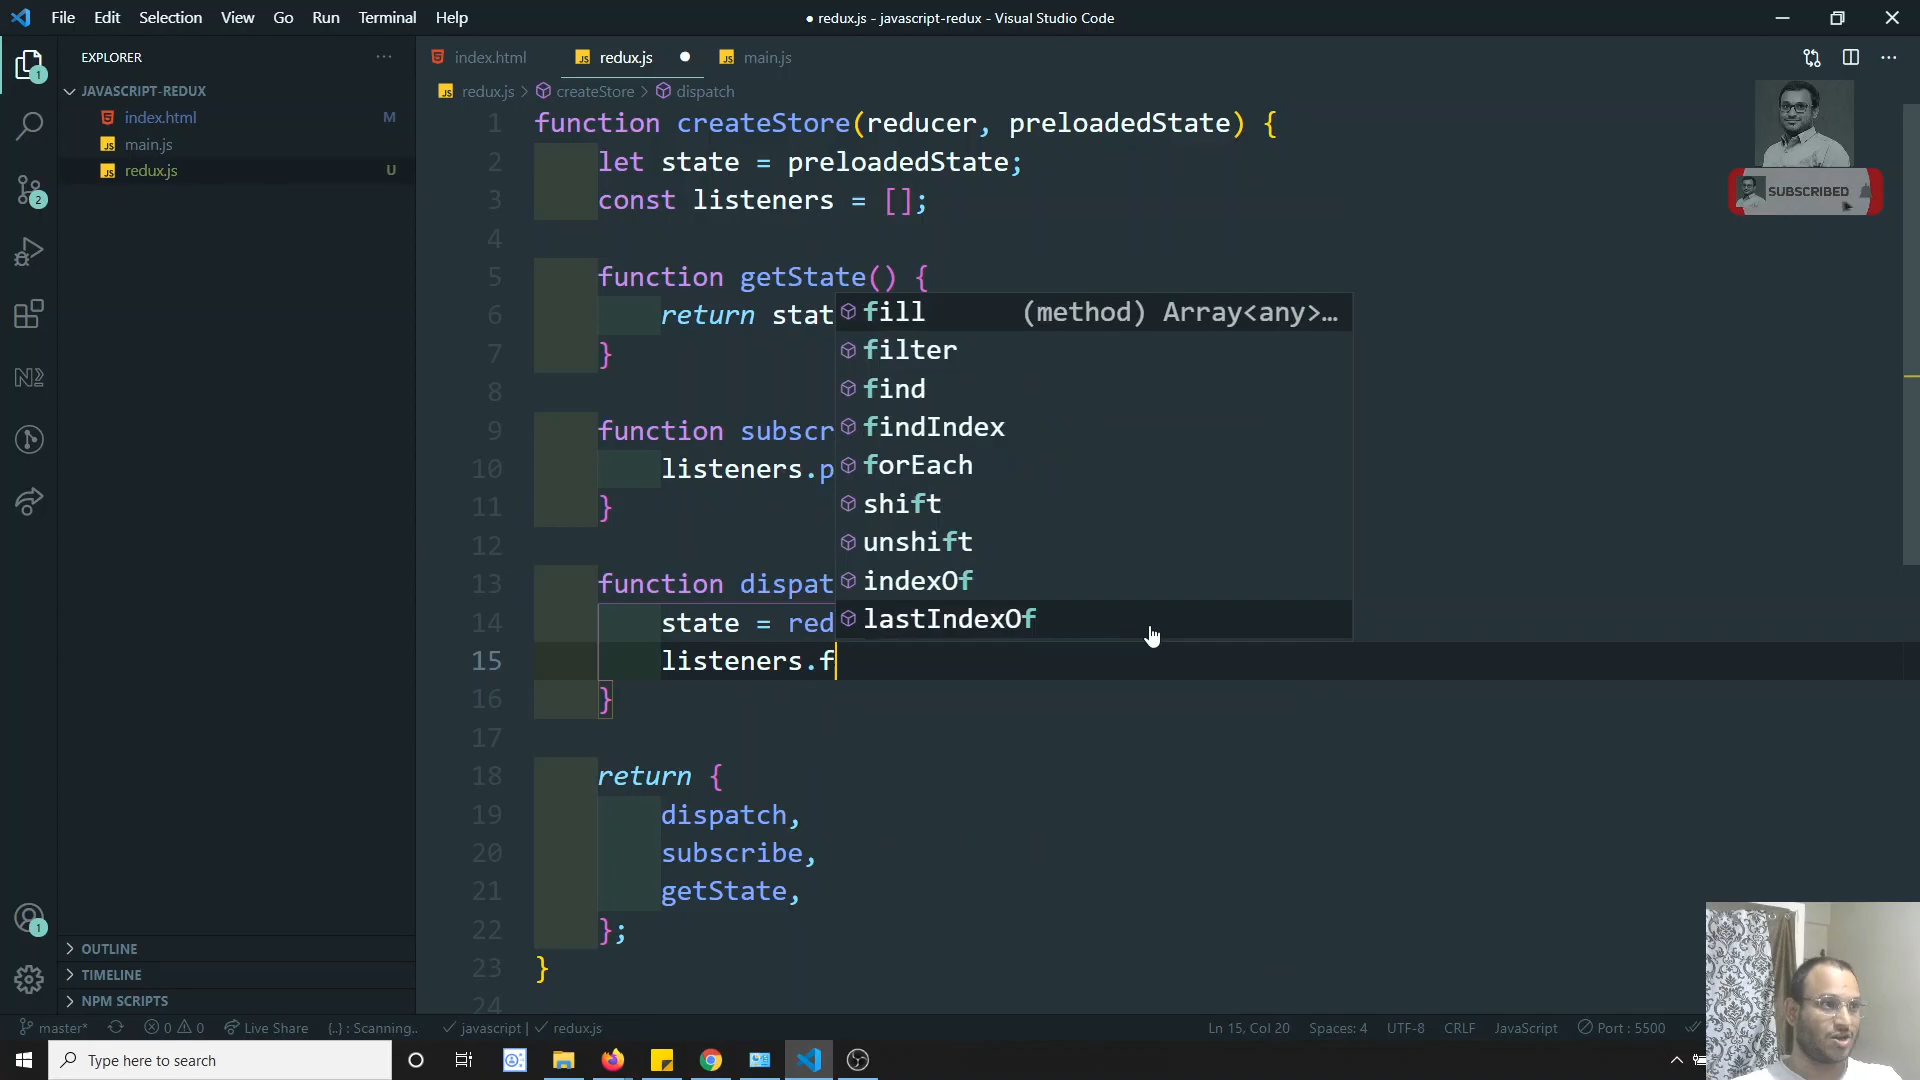 File Edit Selection View Go Run Terminal Help
● redux.js - javascript-redux - Visual Studio Code
EXPLORER
JAVASCRIPT-REDUX
index.html M
main.js
redux.js U
OUTLINE
TIMELINE
NPM SCRIPTS
index.html redux.js main.js
redux.js > createStore > dispatch
1 function createStore(reducer, preloadedState) {
2 let state = preloadedState;
3 const listeners = [];
4
5 function getState() {
6 return stat
7 }
8
9 function subscr
10 listeners.p
11 }
12
13 function dispat
14 state = red
15 listeners.f
16 }
17
18 return {
19 dispatch,
20 subscribe,
21 getState,
22 };
23 }
24
fill (method) Array<any>…
filter
find
findIndex
forEach
shift
unshift
indexOf
lastIndexOf
SUBSCRIBED
1
2
1
master* 0 0 Live Share {..} : Scanning.. javascript | redux.js Ln 15, Col 20 Spaces: 4 UTF-8 CRLF JavaScript Port : 5500
Type here to search